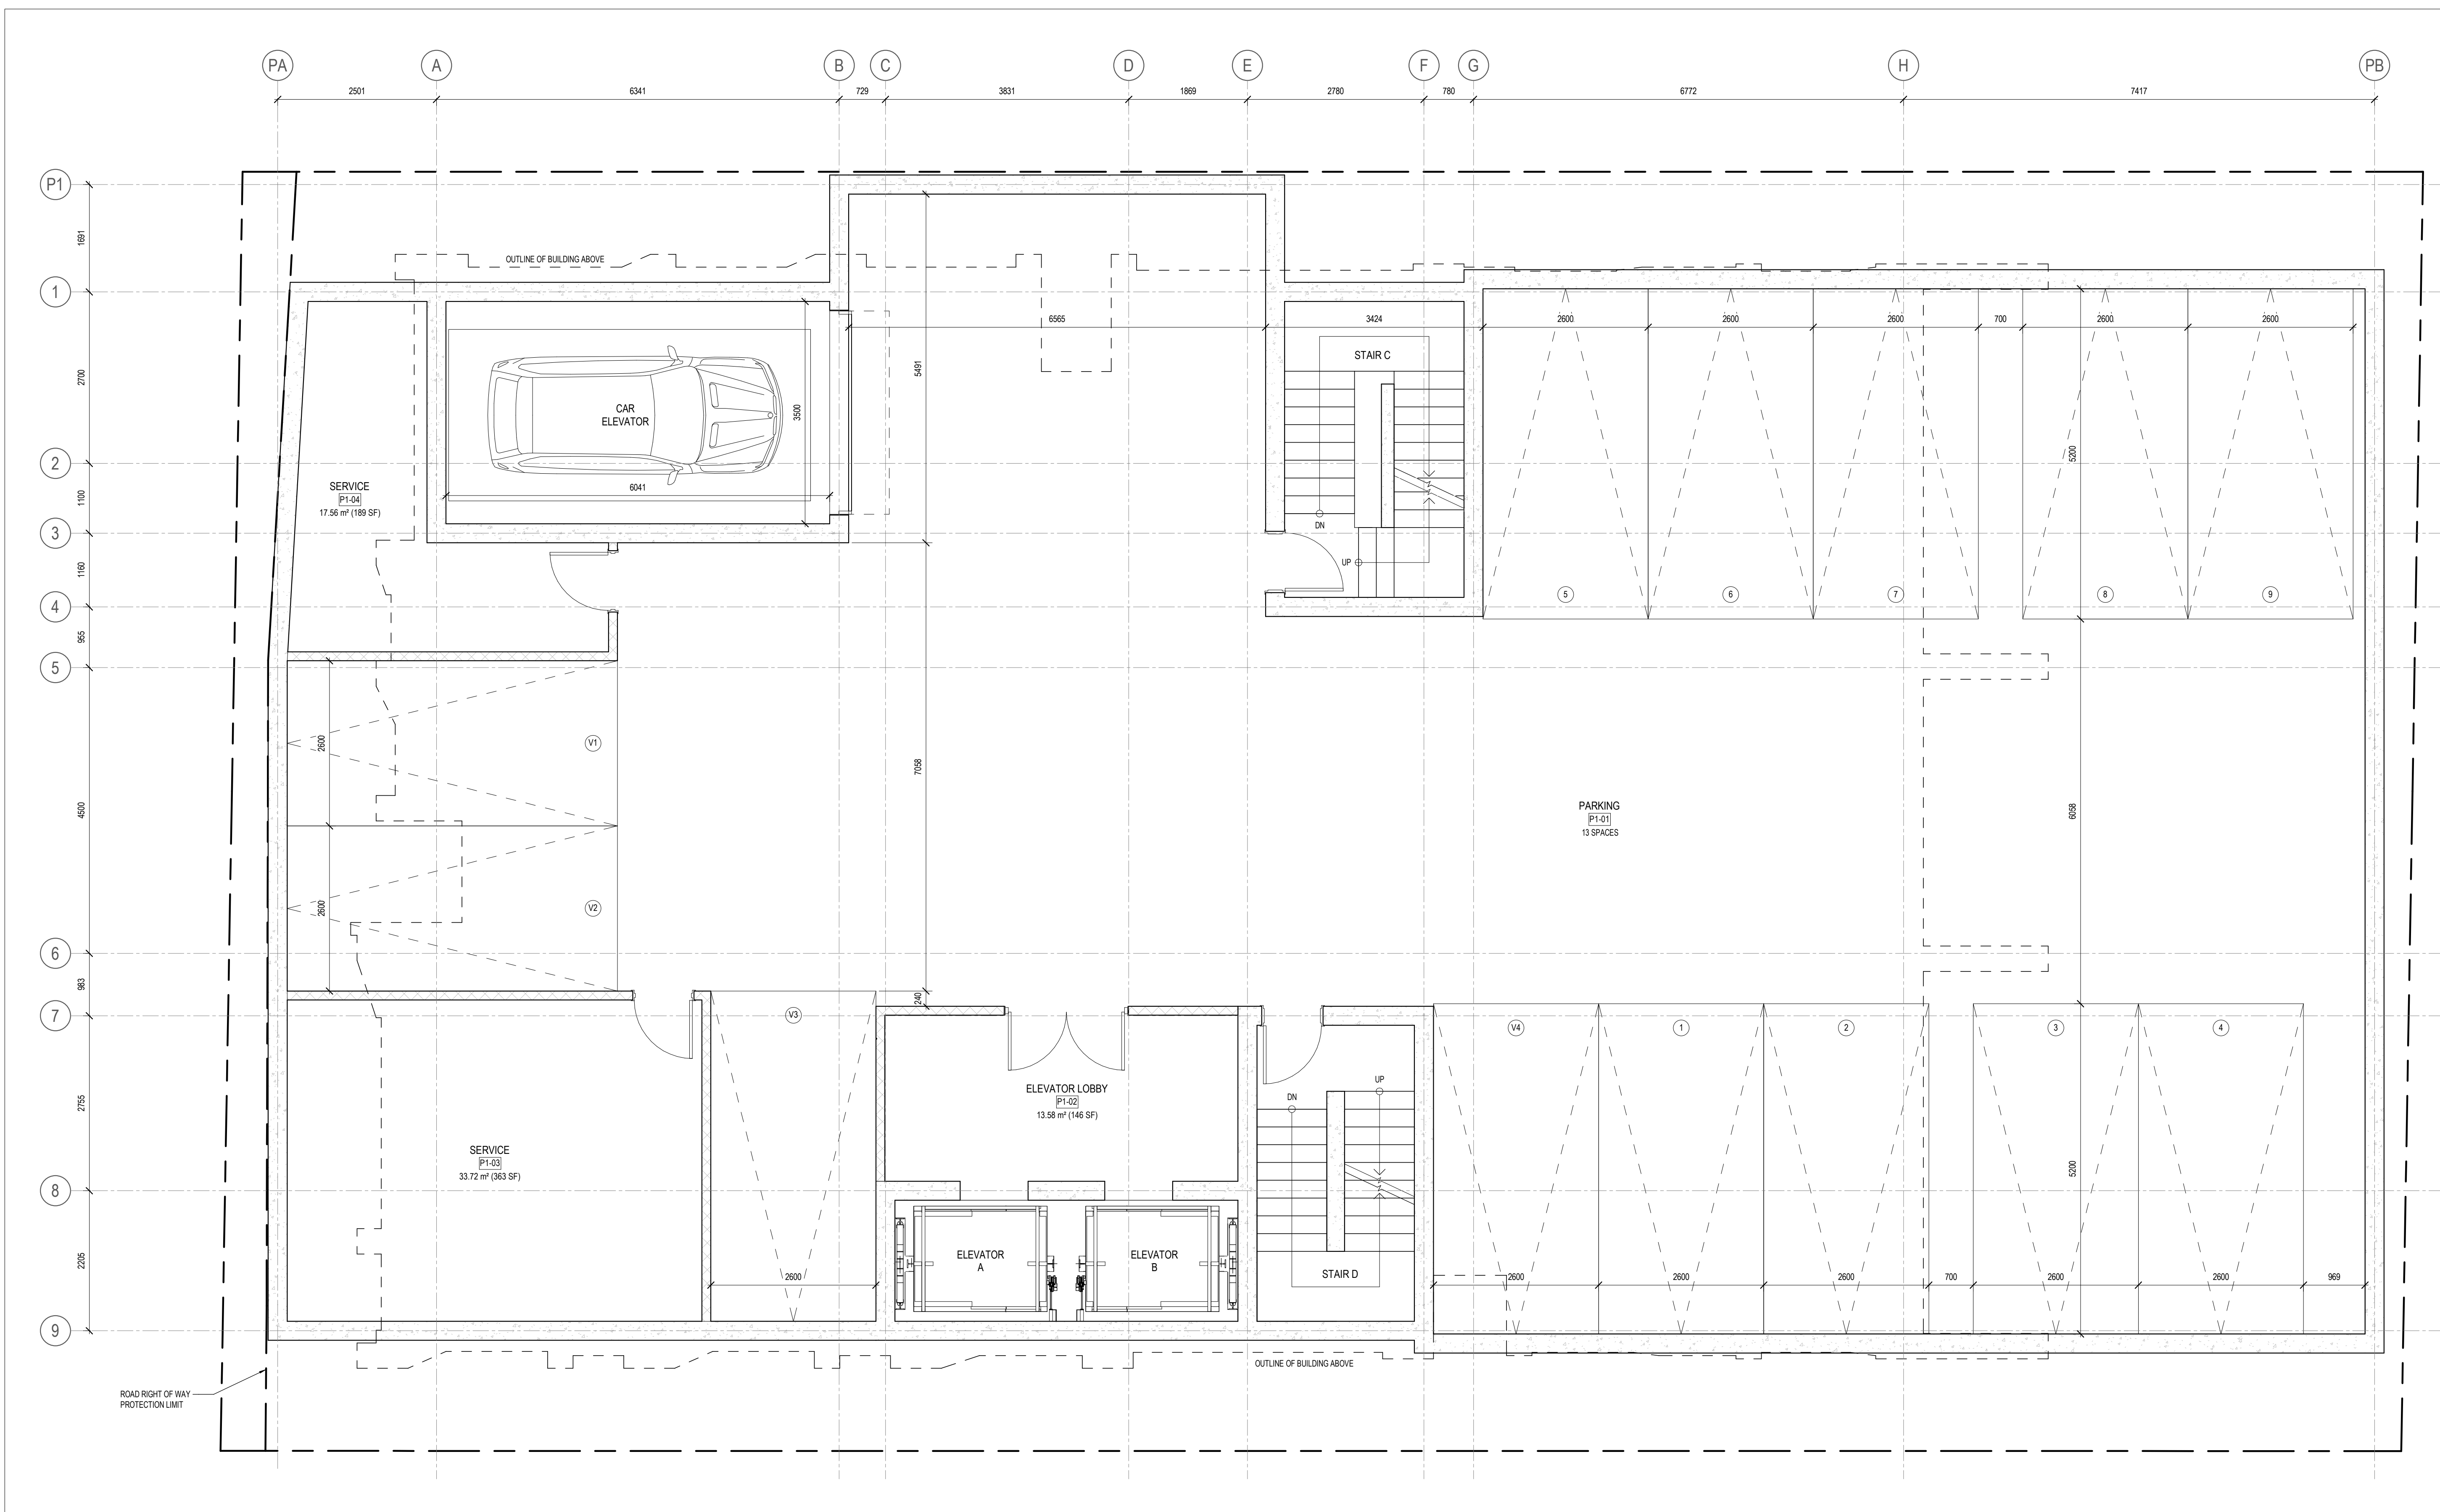 PA
A
B
C
D
E
F
G
H
PB
2501
6341
729
3831
1869
2780
780
6772
7417
P1
1691
1
2700
2
1100
3
1160
4
955
5
4500
6
983
7
2755
8
2205
9
OUTLINE OF BUILDING ABOVE
CAR
ELEVATOR
3500
6041
5491
6565
3424
2600
2600
2600
700
2600
2600
STAIR C
DN
UP
5200
5
6
7
8
9
SERVICE
P1-04
17.56 m² (189 SF)
2600
V1
2600
V2
7058
240
PARKING
P1-01
13 SPACES
6058
V3
V4
1
2
3
4
ELEVATOR LOBBY
P1-02
13.58 m² (146 SF)
SERVICE
P1-03
33.72 m² (363 SF)
DN
UP
5200
ELEVATOR
A
ELEVATOR
B
STAIR D
2600
2600
2600
2600
700
2600
2600
969
OUTLINE OF BUILDING ABOVE
ROAD RIGHT OF WAY
PROTECTION LIMIT